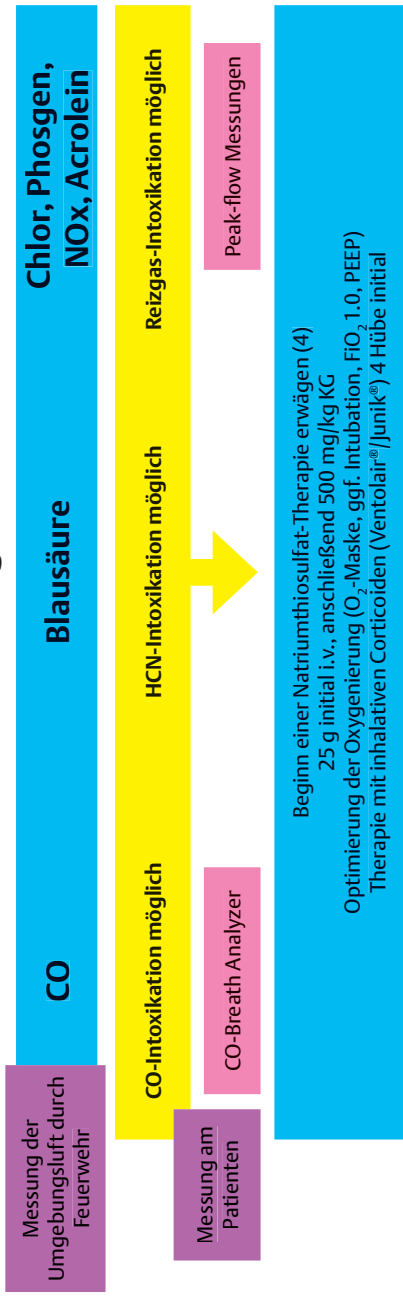 Messung der
Umgebungsluft durch
Feuerwehr
CO
Blausäure
Chlor, Phosgen,
NOx, Acrolein
CO-Intoxikation möglich
HCN-Intoxikation möglich
Reizgas-Intoxikation möglich
Messung am
Patienten
CO-Breath Analyzer
Peak-flow Messungen
Beginn einer Natriumthiosulfat-Therapie erwägen (4)
25 g initial i.v., anschließend 500 mg/kg KG
Optimierung der Oxygenierung (O₂-Maske, ggf. Intubation, FiO₂ 1.0, PEEP)
Therapie mit inhalativen Corticoiden (Ventolair®/Junik®) 4 Hübe initial